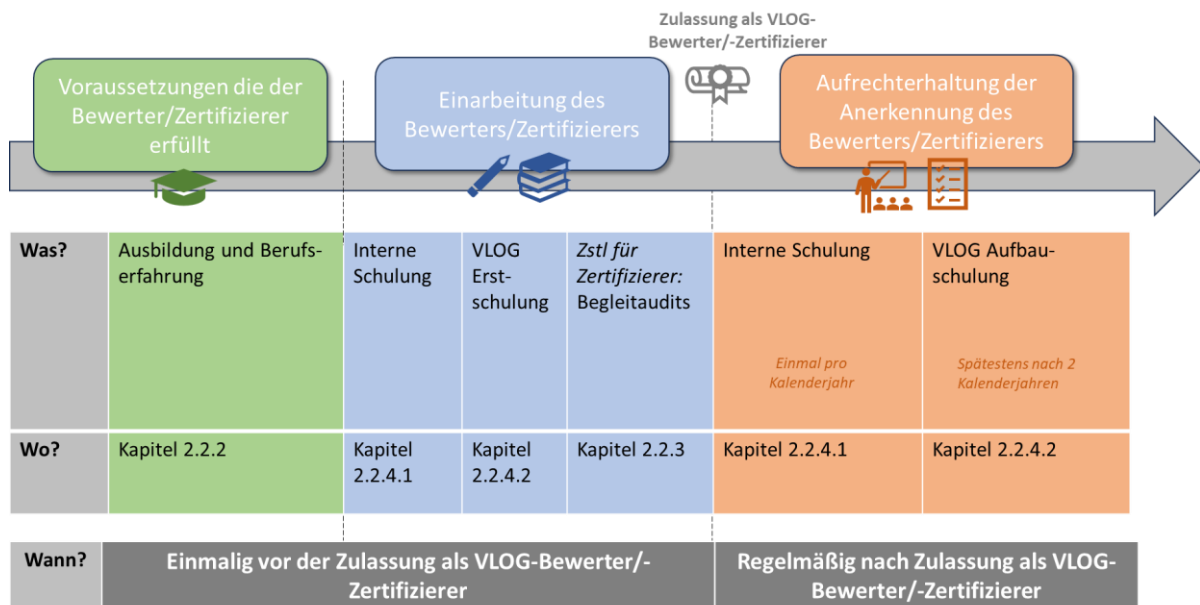 Zulassung als VLOG-
Bewerter/-Zertifizierer
Voraussetzungen die der
Bewerter/Zertifizierer
erfüllt
Einarbeitung des
Bewerters/Zertifizierers
Aufrechterhaltung der
Anerkennung des
Bewerters/Zertifizierers
Was?
Ausbildung und Berufs-
erfahrung
Interne
Schulung
VLOG
Erst-
schulung
Zstl für
Zertifizierer:
Begleitaudits
Interne Schulung
Einmal pro
Kalenderjahr
VLOG Aufbau-
schulung
Spätestens nach 2
Kalenderjahren
Wo?
Kapitel 2.2.2
Kapitel
2.2.4.1
Kapitel
2.2.4.2
Kapitel 2.2.3
Kapitel 2.2.4.1
Kapitel 2.2.4.2
Wann?
Einmalig vor der Zulassung als VLOG-Bewerter/-
Zertifizierer
Regelmäßig nach Zulassung als VLOG-
Bewerter/-Zertifizierer